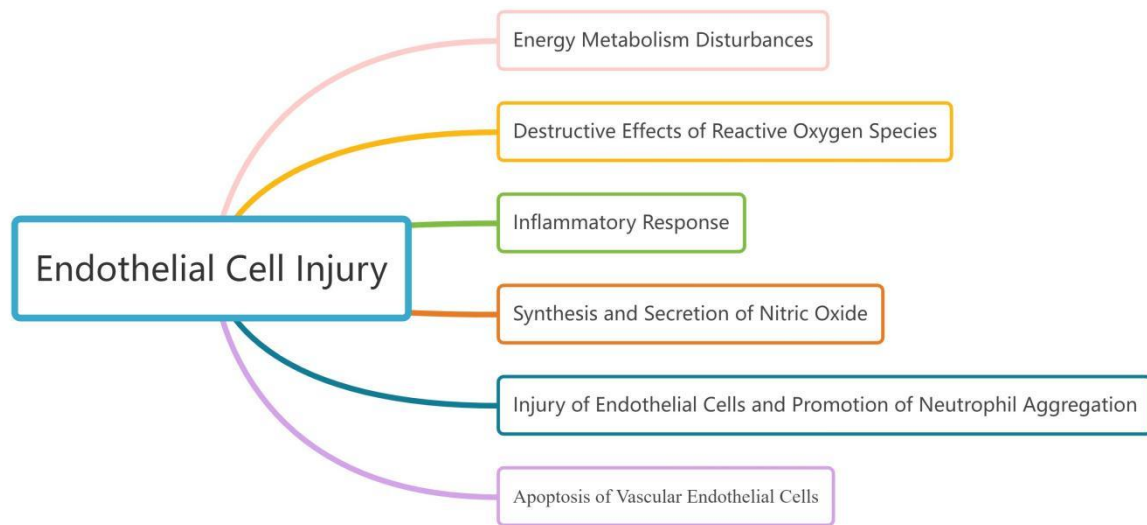 Energy Metabolism Disturbances
Destructive Effects of Reactive Oxygen Species
Inflammatory Response
Endothelial Cell Injury
Synthesis and Secretion of Nitric Oxide
Injury of Endothelial Cells and Promotion of Neutrophil Aggregation
Apoptosis of Vascular Endothelial Cells